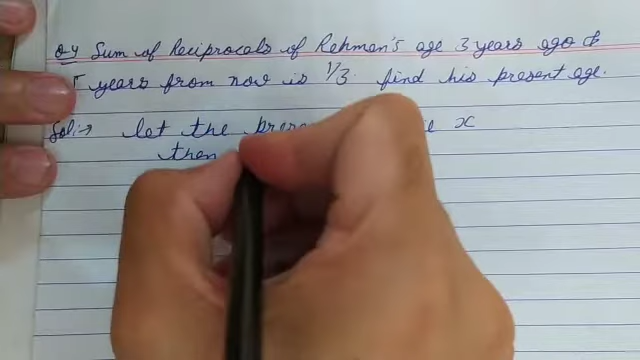 Q4 Sum of Reciprocals of Rehman's age 3 years ago &
5 years from now is 1/3. find his present age.
Sol:→ let the x
then